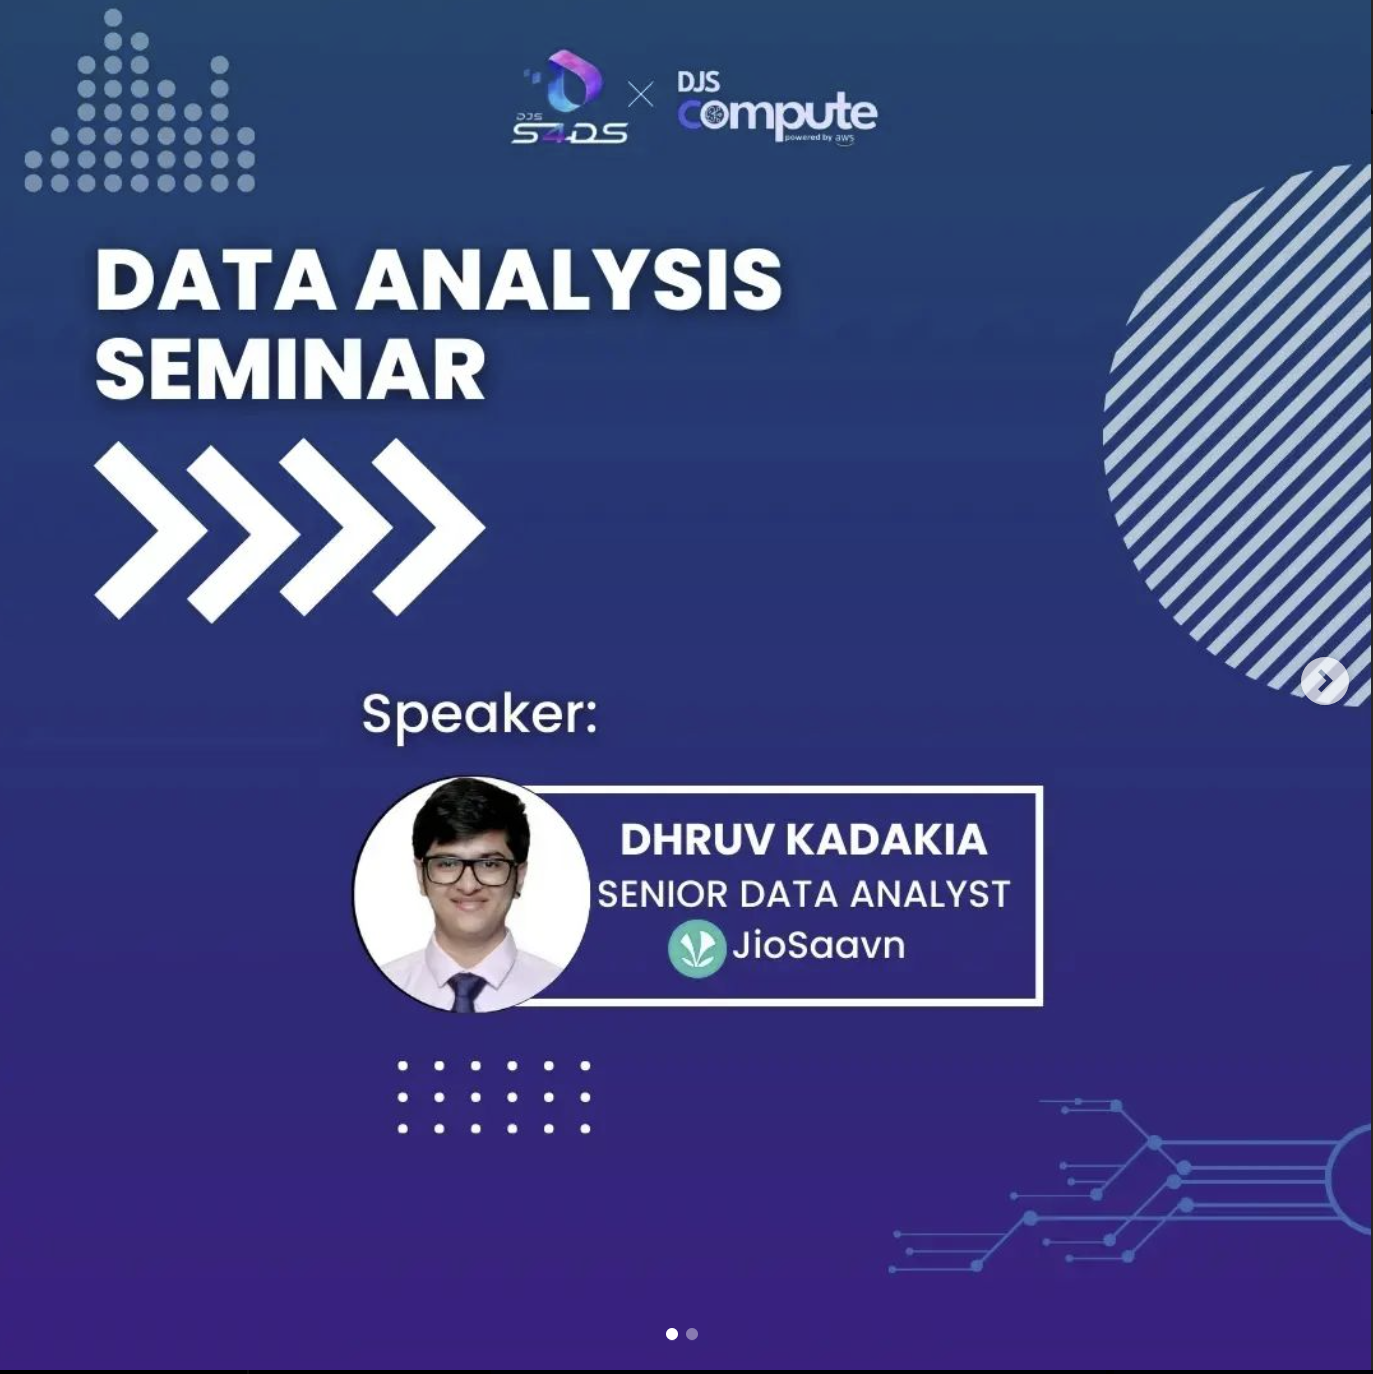 DJS
S4DS
DJS
compute
powered by aws
DATA ANALYSIS
SEMINAR
Speaker:
DHRUV KADAKIA
SENIOR DATA ANALYST
JioSaavn